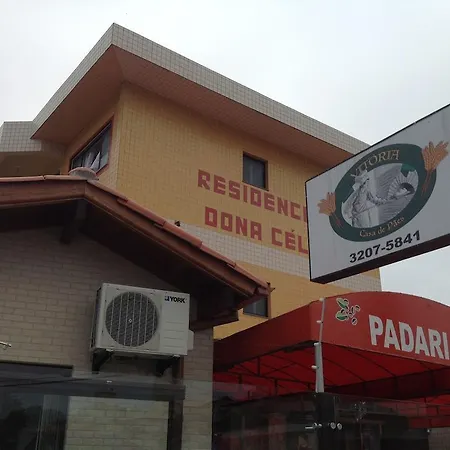 RESIDENC
DONA CÉL
VITORIA
Casa de Pães
3207-5841
YORK
PADARI